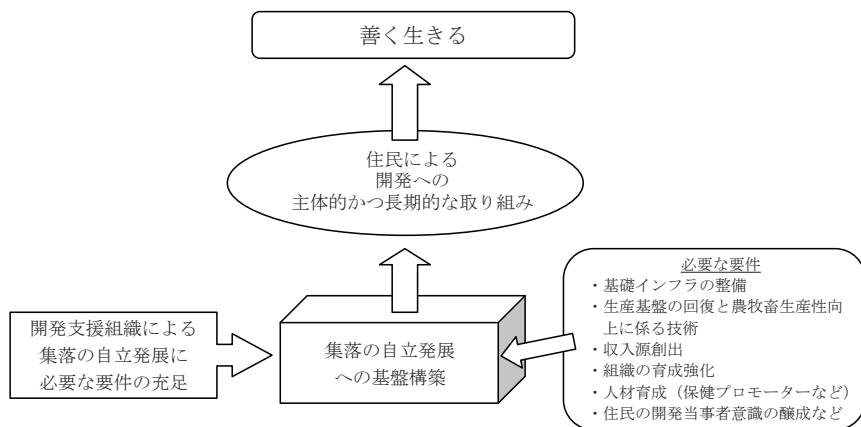 善く生きる
住民による
開発への
主体的かつ長期的な取り組み
必要な要件
・基礎インフラの整備
・生産基盤の回復と農牧畜生産性向
上に係る技術
・収入源創出
・組織の育成強化
・人材育成（保健プロモーターなど）
・住民の開発当事者意識の醸成など
開発支援組織による
集落の自立発展に
必要な要件の充足
集落の自立発展
への基盤構築